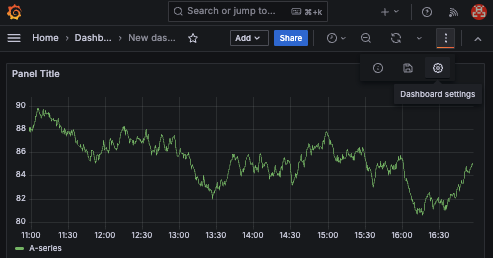 Search or jump to... ⌘+k
Home Dashb... New das...
Add Share
Dashboard settings
Panel Title
90
88
86
84
82
80
11:00 11:30 12:00 12:30 13:00 13:30 14:00 14:30 15:00 15:30 16:00 16:30
A-series